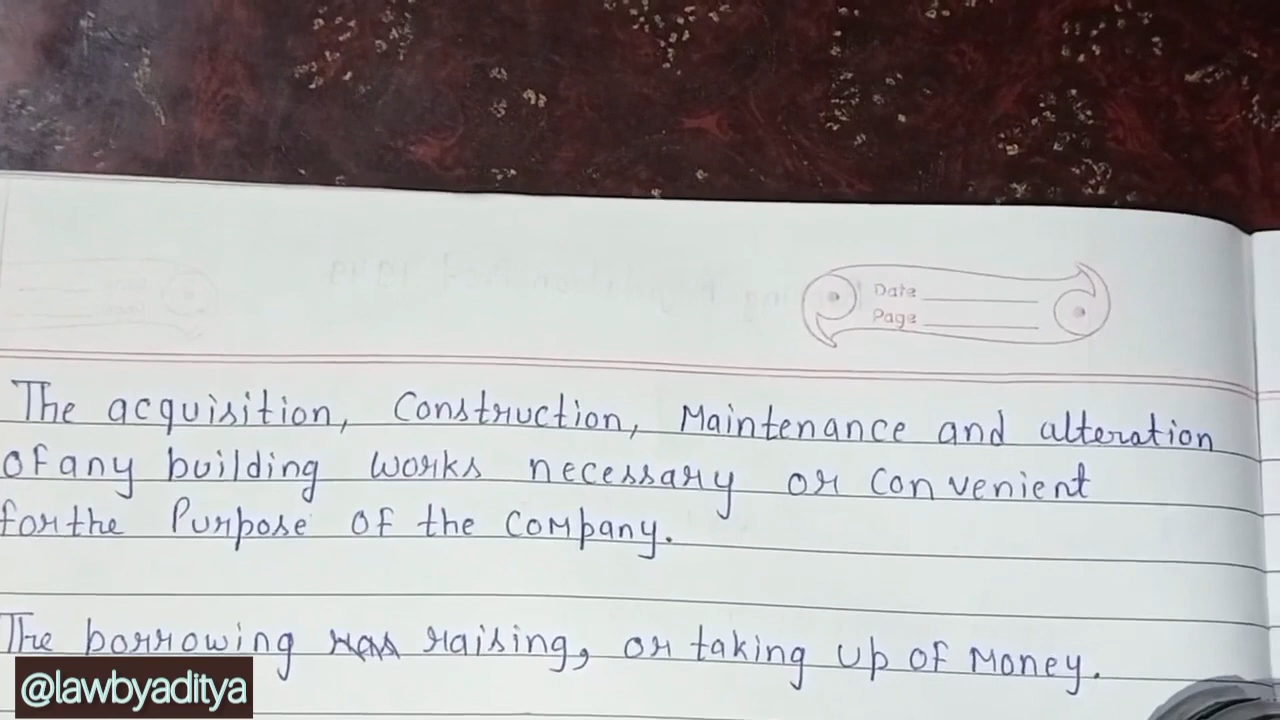 Date
Page
The acquisition, Construction, Maintenance and alteration
of any building works necessary or convenient
for the Purpose of the Company.
The borrowing raising, or taking up of Money.
@lawbyaditya